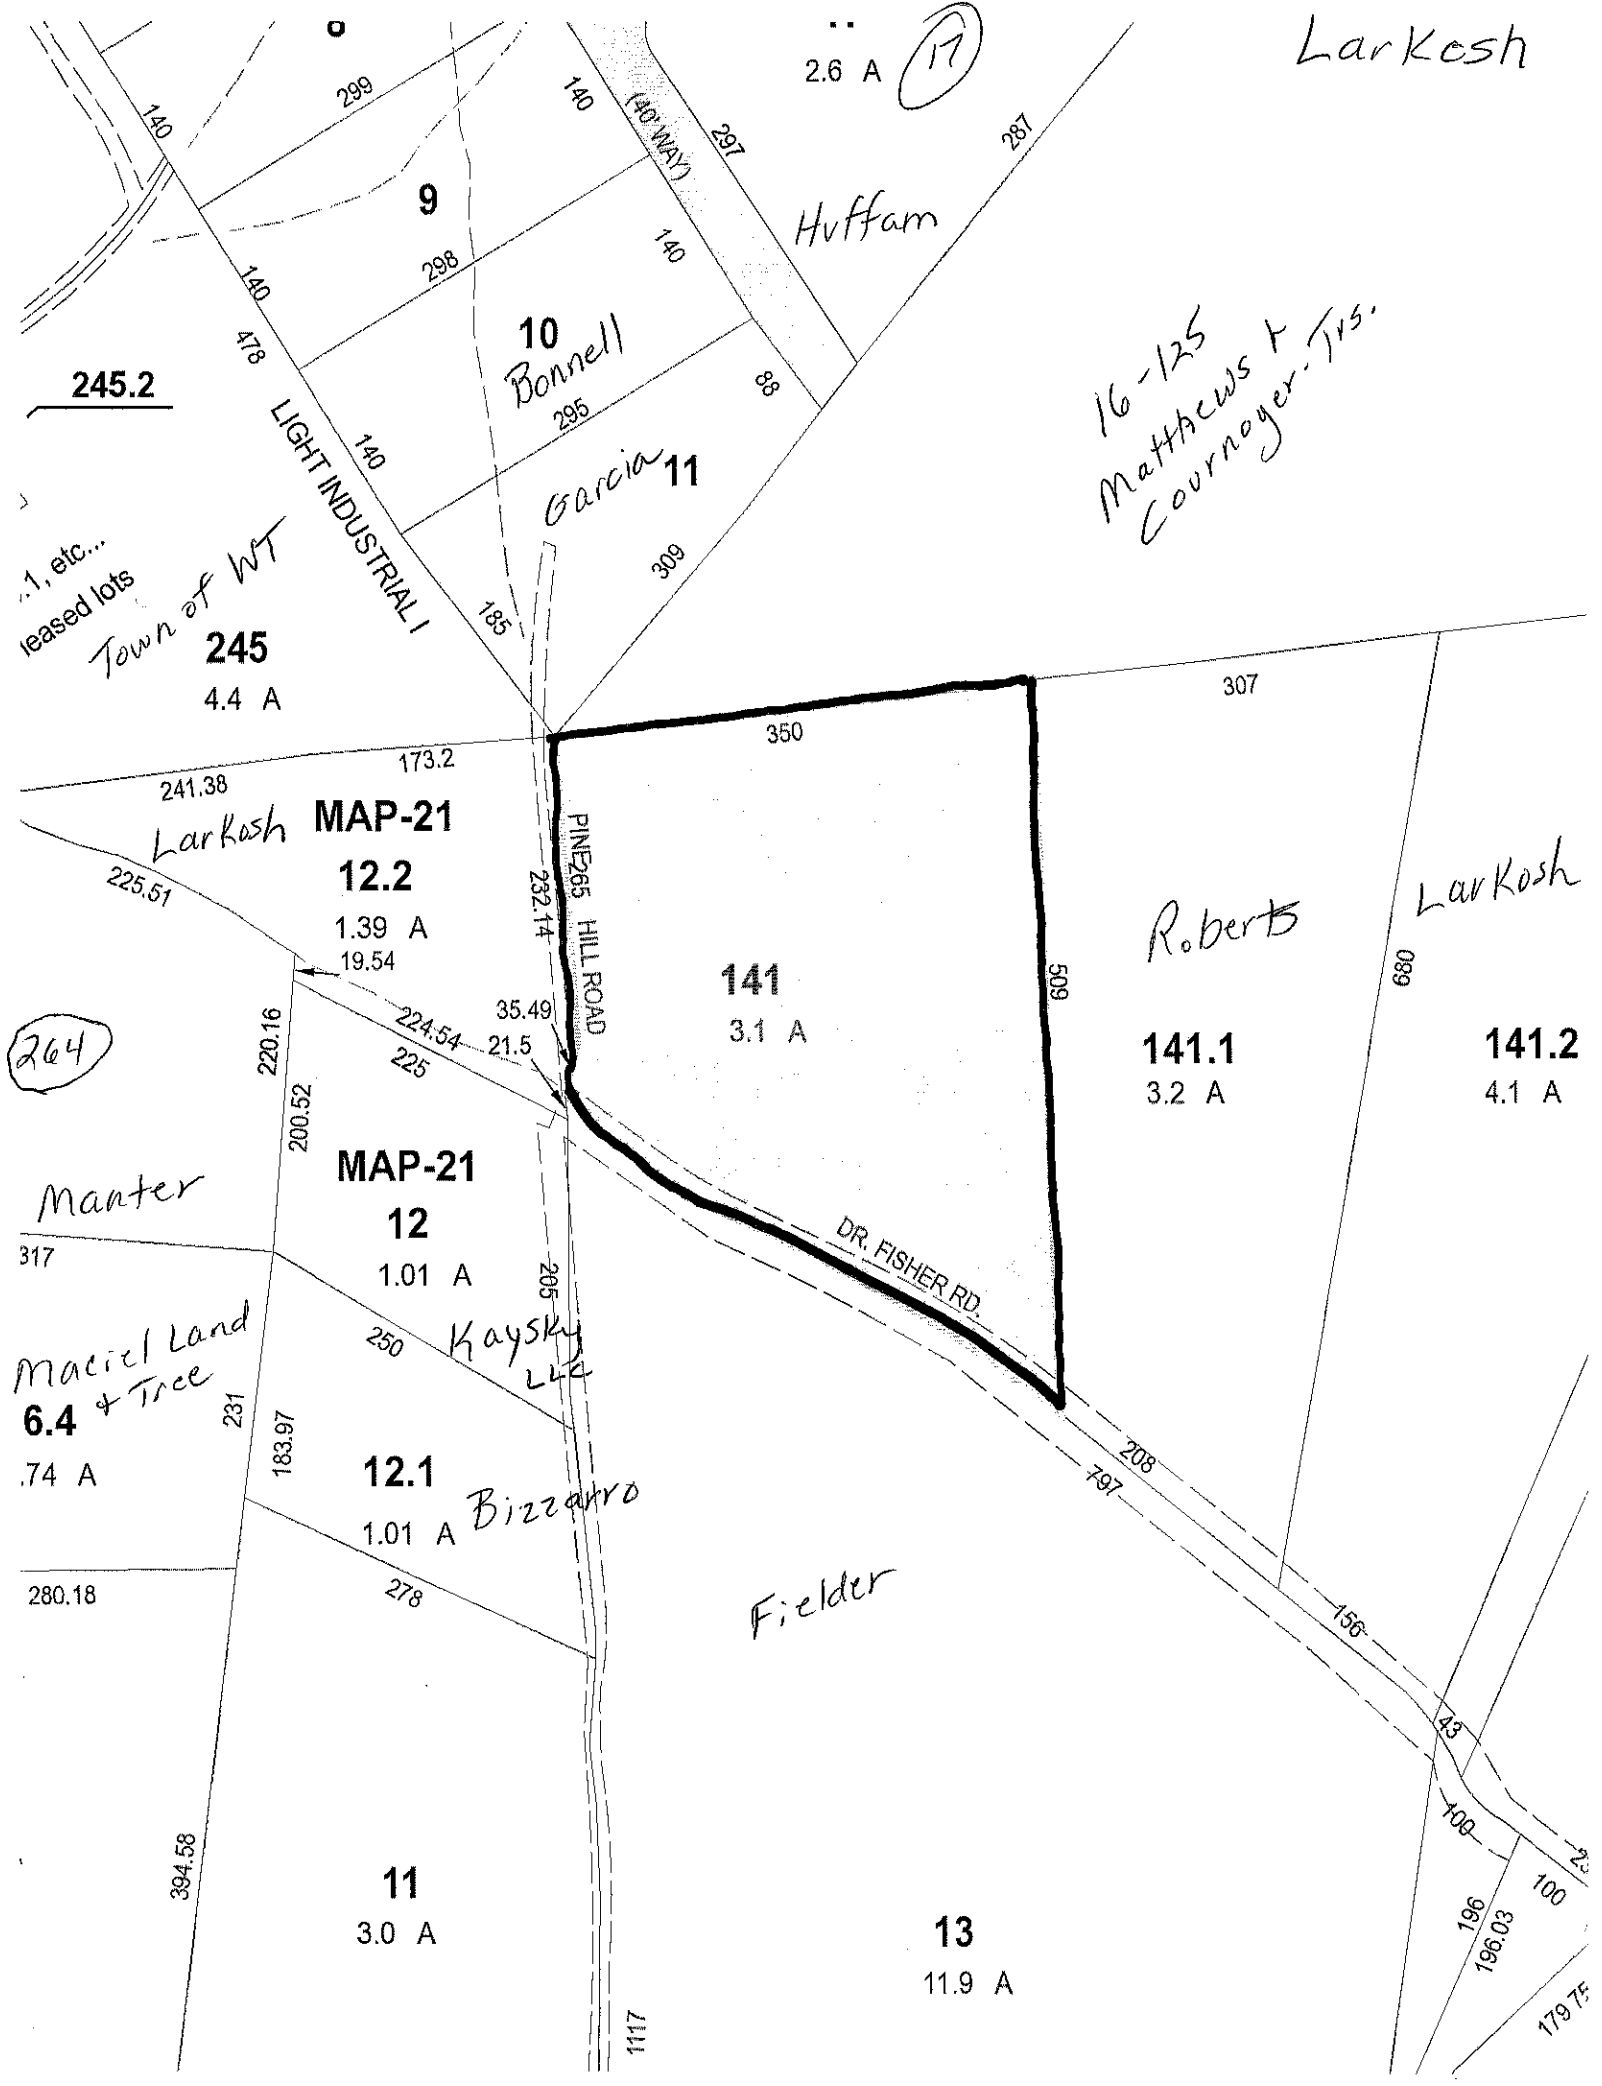 Larkosh
2.6 A
17
299
140
140
(40' WAY)
297
287
9
Huffam
298
140
140
478
10
Bonnell
88
16-125
Matthews +
Cournoyer-Trs.
245.2
295
LIGHT INDUSTRIAL I
140
Garcia
11
309
.1, etc...
leased lots
Town of WT
185
245
4.4 A
307
350
173.2
241.38
Larkosh
MAP-21
12.2
1.39 A
225.51
19.54
232.14
PINE HILL ROAD
265
Roberts
Larkosh
680
141
3.1 A
509
35.49
21.5
224.54
225
264
220.16
200.52
141.1
3.2 A
141.2
4.1 A
MAP-21
12
1.01 A
Manter
317
205
DR. FISHER RD.
250
Kaysky
LLC
Maciel Land
+ Tree
6.4
.74 A
231
183.97
12.1
1.01 A
Bizzarro
208
797
280.18
278
Fielder
156
43
100
394.58
11
3.0 A
100
196
196.03
13
11.9 A
1117
179.75